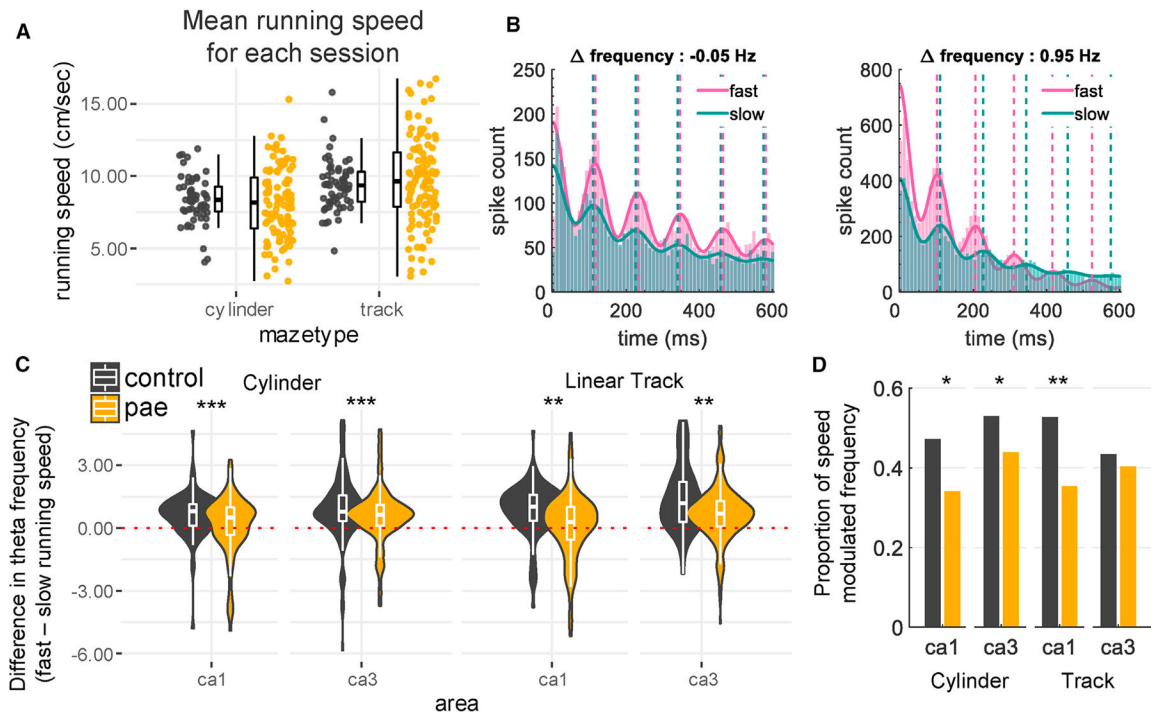 A
Mean running speed
for each session
running speed (cm/sec)
15.00
10.00
5.00
cylinder
track
mazetype
B
Δ frequency : -0.05 Hz
fast
slow
spike count
250
200
150
100
50
0
0
200
400
600
time (ms)
Δ frequency : 0.95 Hz
fast
slow
spike count
800
600
400
200
0
0
200
400
600
time (ms)
C
control
pae
Cylinder
Linear Track
***
***
**
**
Difference in theta frequency
(fast – slow running speed)
3.00
0.00
-3.00
-6.00
ca1
ca3
ca1
ca3
area
D
Proportion of speed
modulated frequency
0.6
0.4
0.2
0
*
*
**
ca1
ca3
ca1
ca3
Cylinder
Track